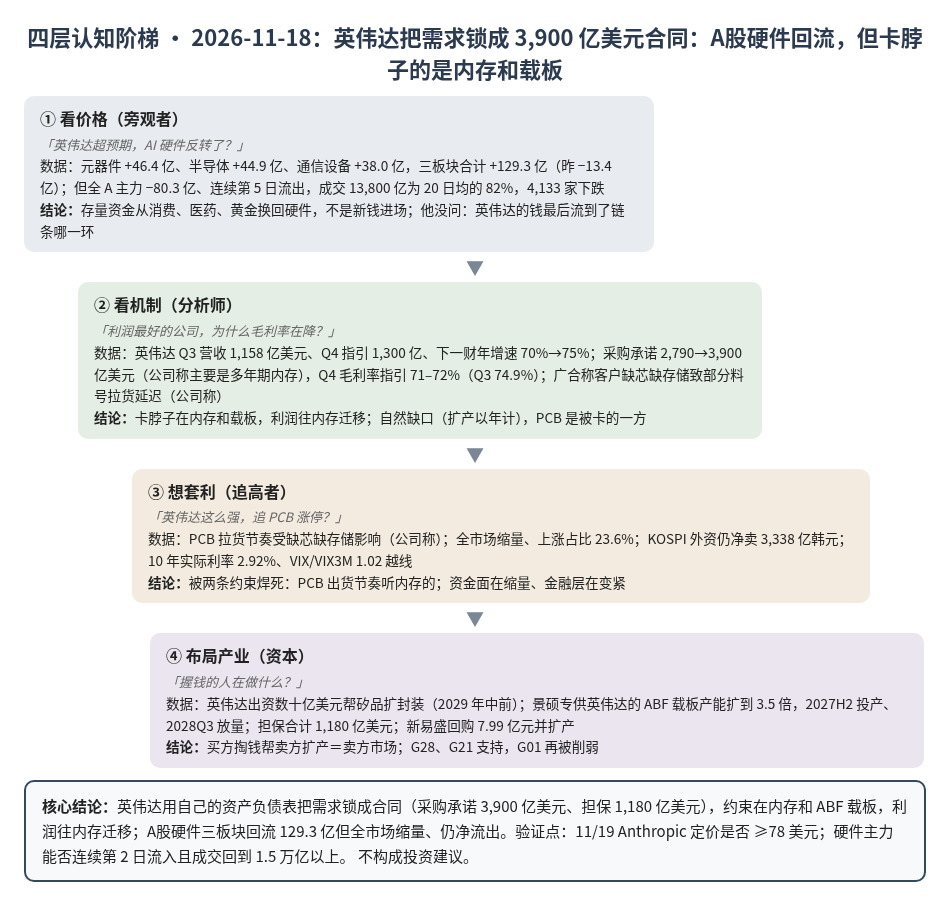 四层认知阶梯 · 2026-11-18：英伟达把需求锁成 3,900 亿美元合同：A股硬件回流，但卡脖
子的是内存和载板
① 看价格（旁观者）
「英伟达超预期，AI 硬件反转了？」
数据：元器件 +46.4 亿、半导体 +44.9 亿、通信设备 +38.0 亿，三板块合计 +129.3 亿（昨 −13.4
亿）；但全 A 主力 −80.3 亿、连续第 5 日流出，成交 13,800 亿为 20 日均的 82%，4,133 家下跌
结论：存量资金从消费、医药、黄金换回硬件，不是新钱进场；他没问：英伟达的钱最后流到了链
条哪一环
▼
② 看机制（分析师）
「利润最好的公司，为什么毛利率在降？」
数据：英伟达 Q3 营收 1,158 亿美元、Q4 指引 1,300 亿、下一财年增速 70%→75%；采购承诺 2,790→3,900
亿美元（公司称主要是多年期内存），Q4 毛利率指引 71–72%（Q3 74.9%）；广合称客户缺芯缺存储致部分料
号拉货延迟（公司称）
结论：卡脖子在内存和载板，利润往内存迁移；自然缺口（扩产以年计），PCB 是被卡的一方
▼
③ 想套利（追高者）
「英伟达这么强，追 PCB 涨停？」
数据：PCB 拉货节奏受缺芯缺存储影响（公司称）；全市场缩量、上涨占比 23.6%；KOSPI 外资仍净卖 3,338 亿韩元；
10 年实际利率 2.92%、VIX/VIX3M 1.02 越线
结论：被两条约束焊死：PCB 出货节奏听内存的；资金面在缩量、金融层在变紧
▼
④ 布局产业（资本）
「握钱的人在做什么？」
数据：英伟达出资数十亿美元帮矽品扩封装（2029 年中前）；景硕专供英伟达的 ABF 载板产能扩到 3.5 倍，2027H2 投产、
2028Q3 放量；担保合计 1,180 亿美元；新易盛回购 7.99 亿元并扩产
结论：买方掏钱帮卖方扩产＝卖方市场；G28、G21 支持，G01 再被削弱
核心结论：英伟达用自己的资产负债表把需求锁成合同（采购承诺 3,900 亿美元、担保 1,180 亿美元），约束在内存和 ABF 载板，利
润往内存迁移；A股硬件三板块回流 129.3 亿但全市场缩量、仍净流出。验证点：11/19 Anthropic 定价是否 ≥78 美元；硬件主力
能否连续第 2 日流入且成交回到 1.5 万亿以上。 不构成投资建议。